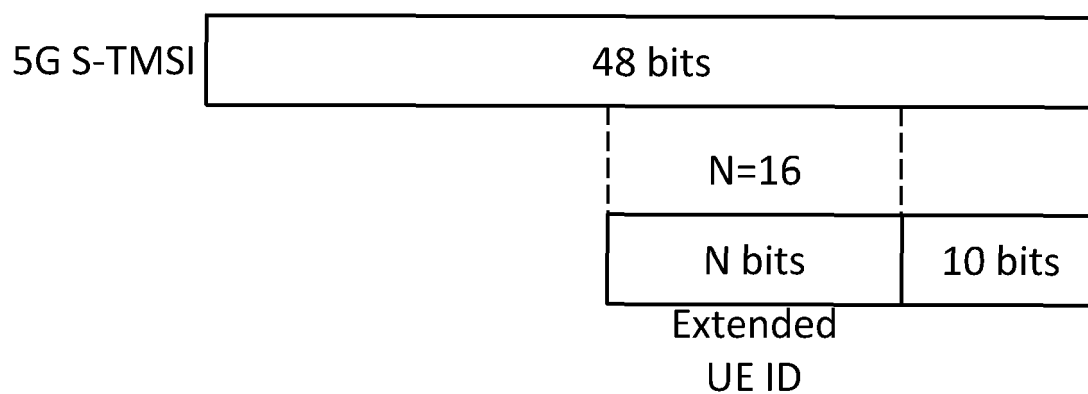 5G S-TMSI
48 bits
N=16
N bits
10 bits
Extended
UE ID